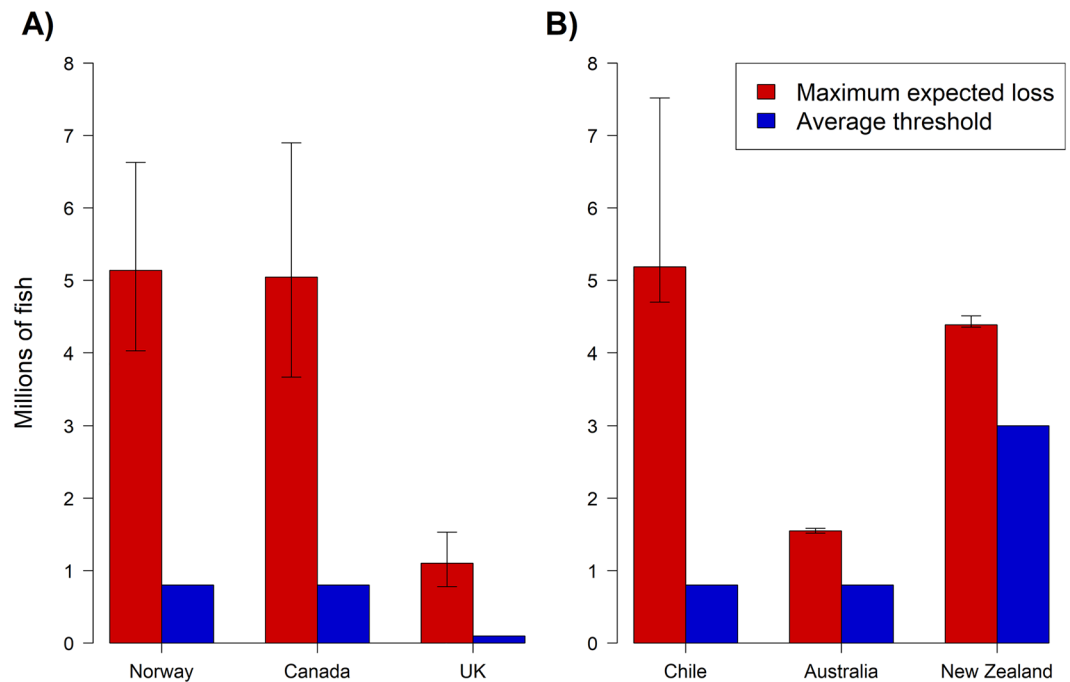 A)
Millions of fish
8
7
6
5
4
3
2
1
0
Norway Canada UK
B)
8
7
6
5
4
3
2
1
0
Chile Australia New Zealand
Maximum expected loss
Average threshold